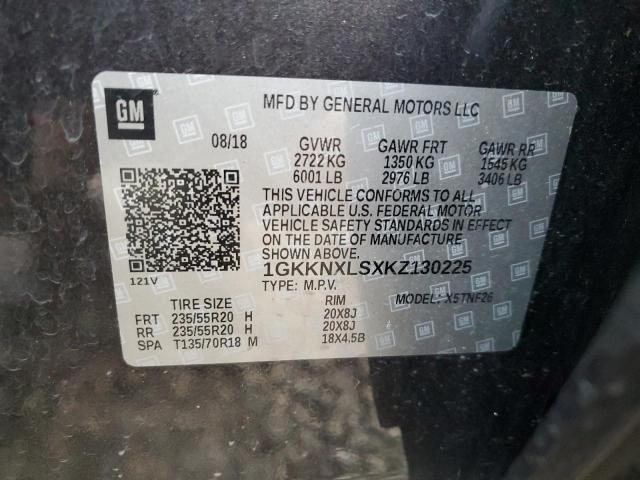 GM MFD BY GENERAL MOTORS LLC
08/18 GVWR GAWR FRT GAWR RR
2722 KG 1350 KG 1545 KG
6001 LB 2976 LB 3406 LB
THIS VEHICLE CONFORMS TO ALL
APPLICABLE U.S. FEDERAL MOTOR
VEHICLE SAFETY STANDARDS IN EFFECT
ON THE DATE OF MANUFACTURE
SHOWN ABOVE.
1GKKNXLSXKZ130225
121V TYPE: M.P.V. MODEL: X5TNF26
TIRE SIZE RIM
FRT 235/55R20 H 20X8J
RR 235/55R20 H 20X8J
SPA T135/70R18 M 18X4.5B